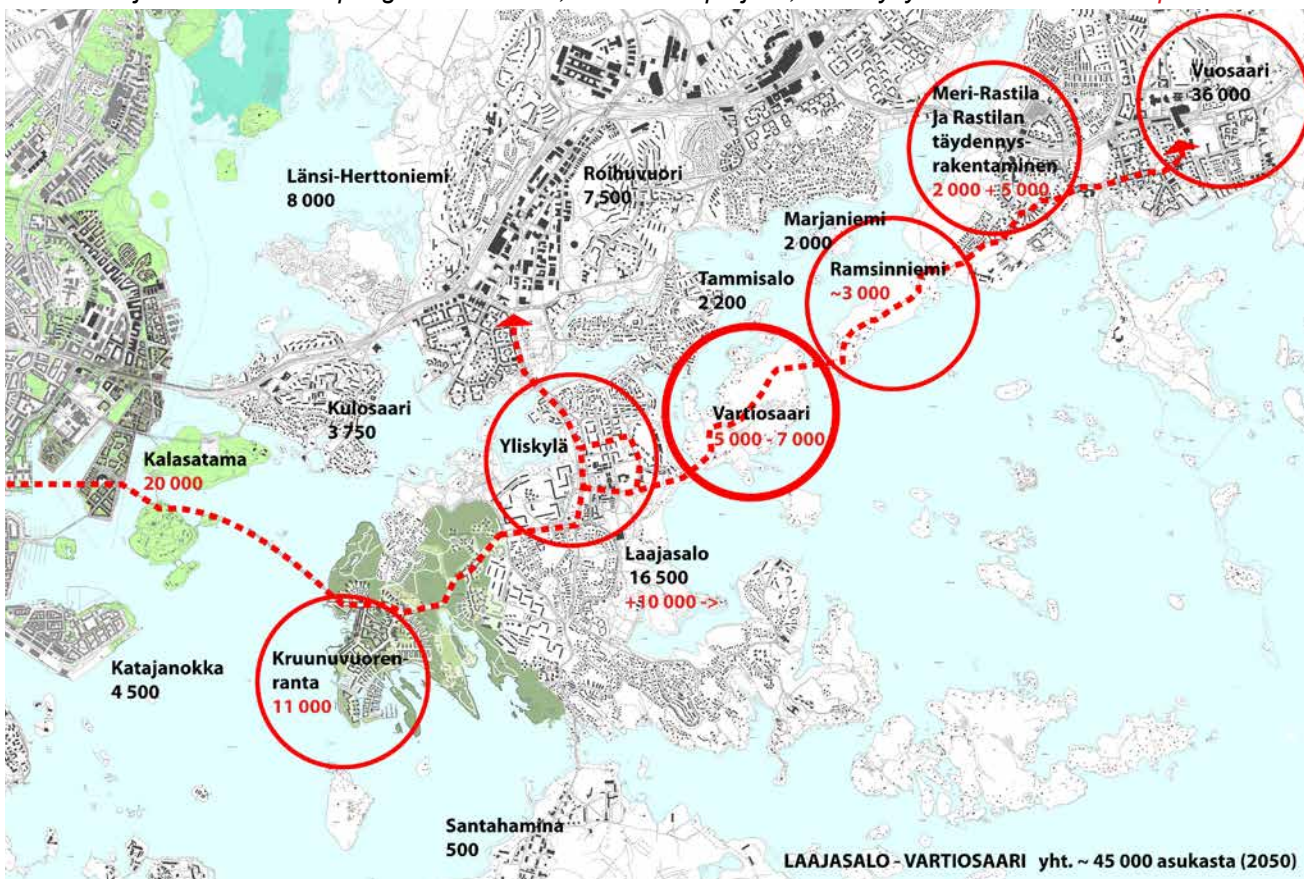 Vuosaari
36 000
Meri-Rastila
ja Rastilan
täydennys-
rakentaminen
2 000 + 5 000
Länsi-Herttoniemi
8 000
Roihuvuori
7 500
Marjaniemi
2 000
Ramsinniemi
~3 000
Tammisalo
2 200
Kulosaari
3 750
Vartiosaari
5 000 - 7 000
Yliskylä
Kalasatama
20 000
Laajasalo
16 500
+10 000 ->
Katajanokka
4 500
Kruunuvuoren-
ranta
11 000
Santahamina
500
LAAJASALO - VARTIOSAARI yht. ~ 45 000 asukasta (2050)